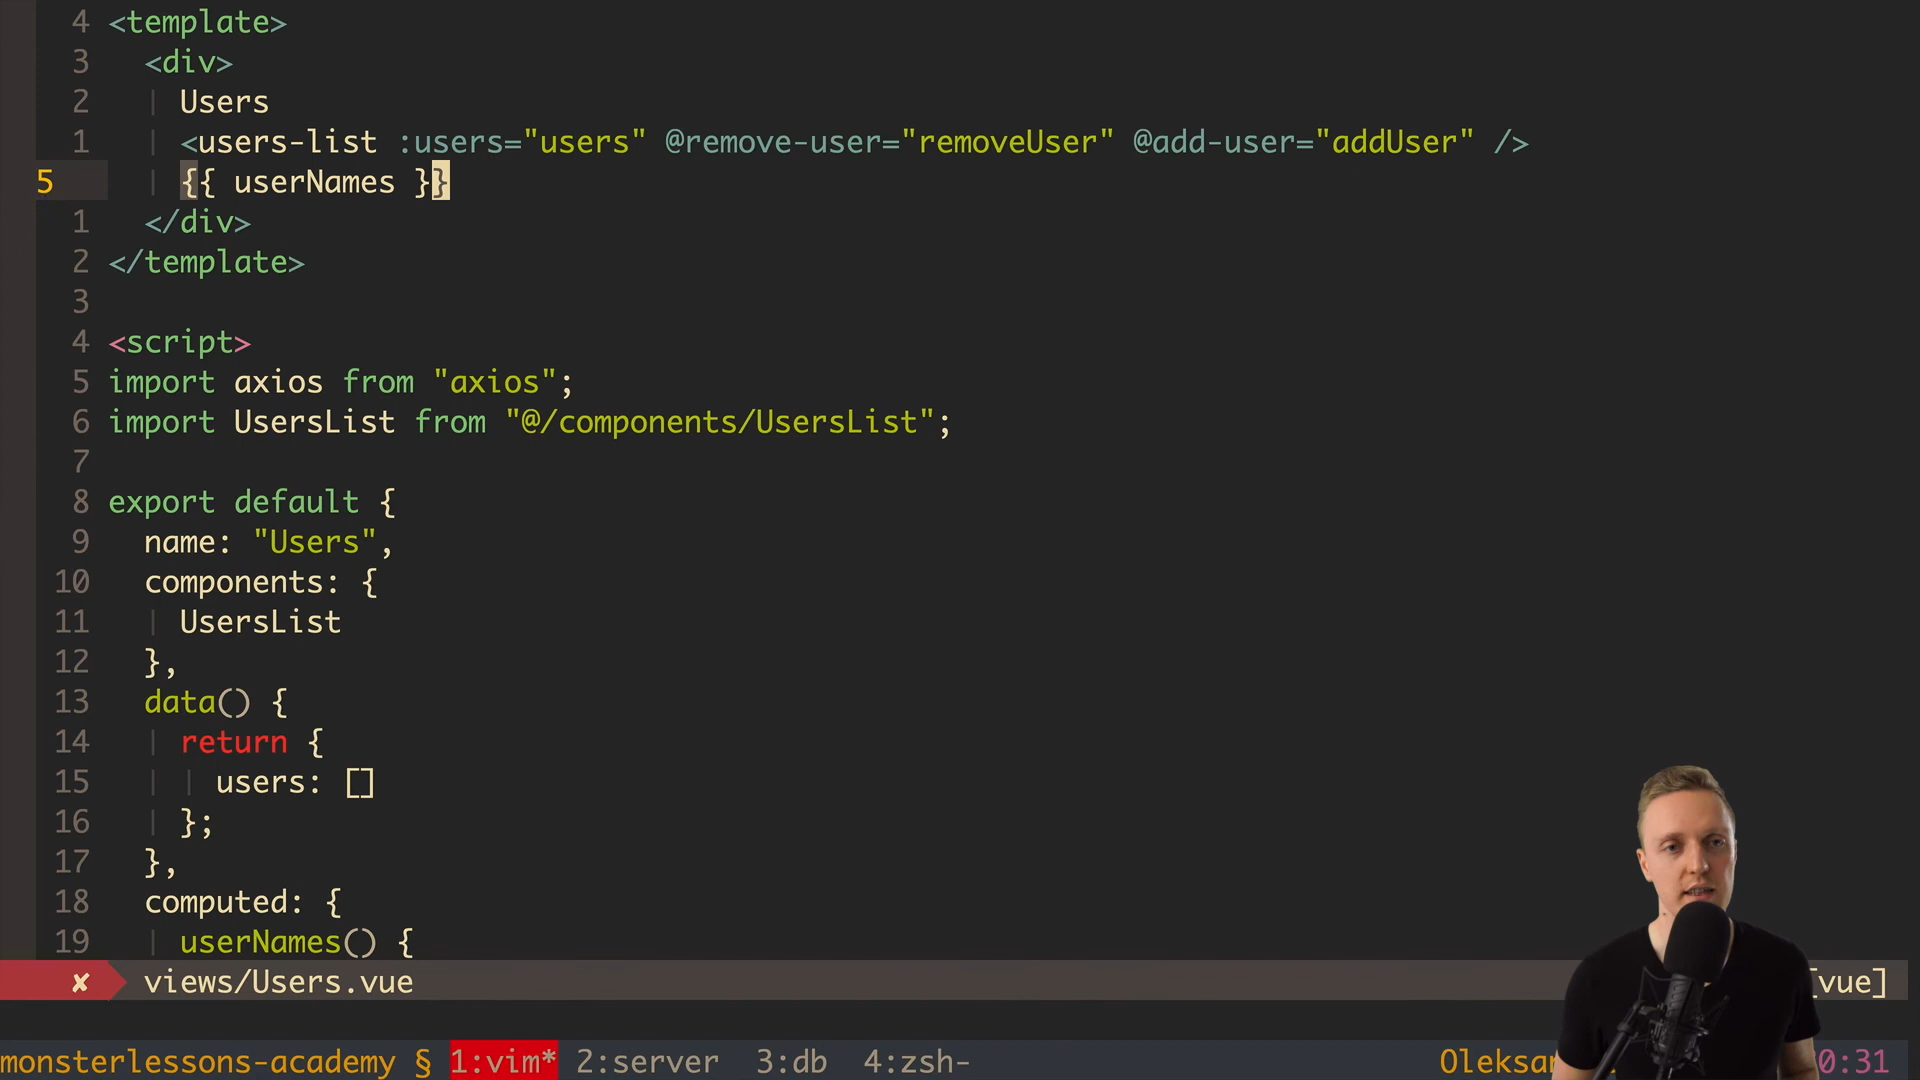 4 <template>
3 <div>
2 Users
1 <users-list :users="users" @remove-user="removeUser" @add-user="addUser" />
5 {{ userNames }}
1 </div>
2 </template>
3
4 <script>
5 import axios from "axios";
6 import UsersList from "@/components/UsersList";
7
8 export default {
9 name: "Users",
10 components: {
11 UsersList
12 },
13 data() {
14 return {
15 users: []
16 };
17 },
18 computed: {
19 userNames() {
✘ views/Users.vue [vue]
monsterlessons-academy § 1:vim* 2:server 3:db 4:zsh- 0:31